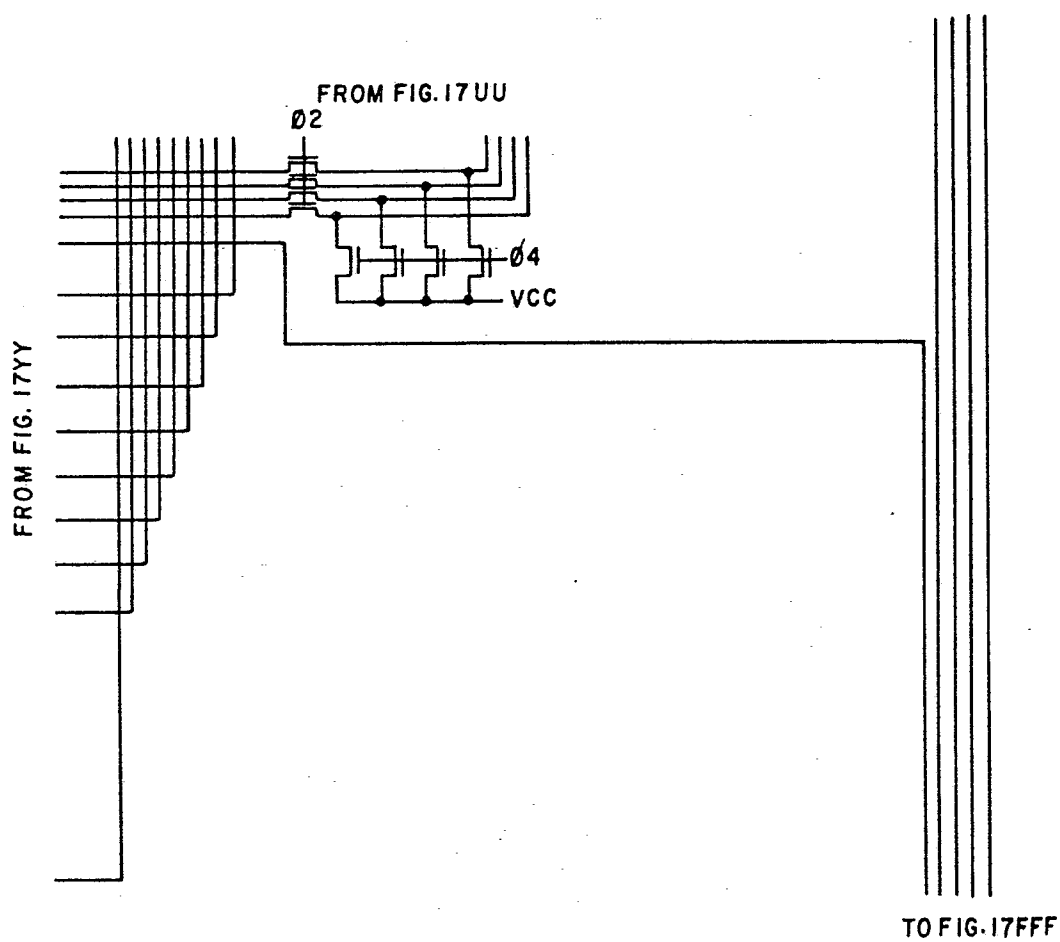 FROM FIG. 17UU
Ø2
Ø4
VCC
FROM FIG. 17YY
TO FIG. 17FFF